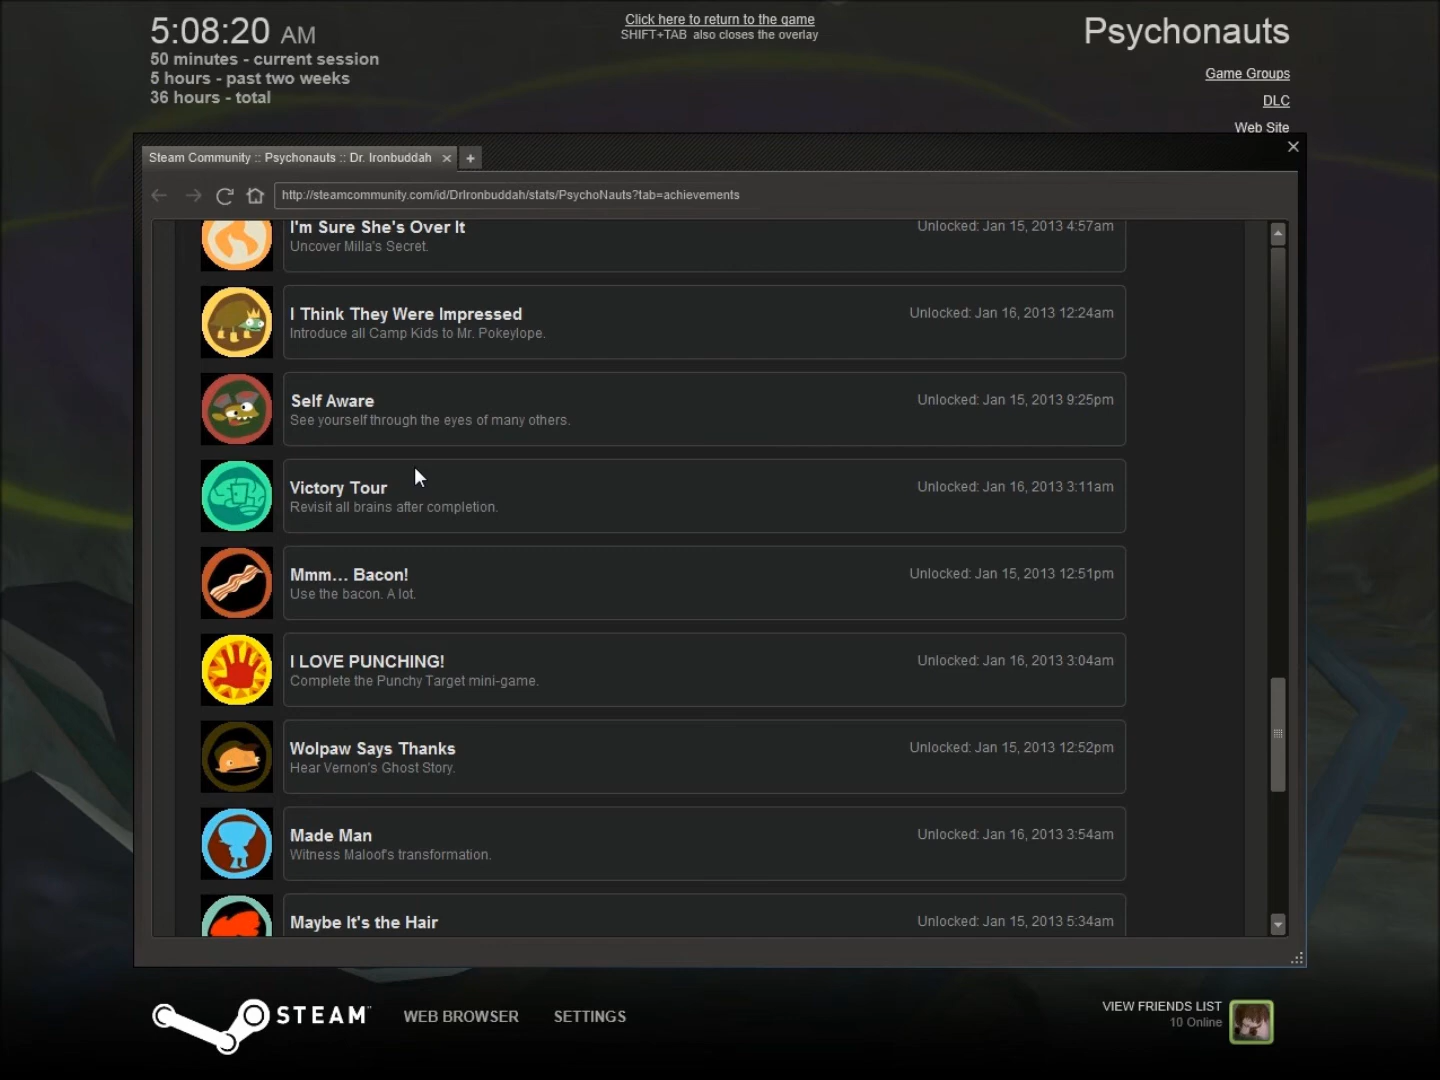 5:08:20 AM
50 minutes - current session
5 hours - past two weeks
36 hours - total
Click here to return to the game
SHIFT+TAB also closes the overlay
Psychonauts
Game Groups
DLC
Web Site
Steam Community :: Psychonauts :: Dr. Ironbuddah
http://steamcommunity.com/id/DrIronbuddah/stats/PsychoNauts?tab=achievements
I'm Sure She's Over It
Unlocked: Jan 15, 2013 4:57am
Uncover Milla's Secret.
I Think They Were Impressed
Unlocked: Jan 16, 2013 12:24am
Introduce all Camp Kids to Mr. Pokeylope.
Self Aware
Unlocked: Jan 15, 2013 9:25pm
See yourself through the eyes of many others.
Victory Tour
Unlocked: Jan 16, 2013 3:11am
Revisit all brains after completion.
Mmm... Bacon!
Unlocked: Jan 15, 2013 12:51pm
Use the bacon. A lot.
I LOVE PUNCHING!
Unlocked: Jan 16, 2013 3:04am
Complete the Punchy Target mini-game.
Wolpaw Says Thanks
Unlocked: Jan 15, 2013 12:52pm
Hear Vernon's Ghost Story.
Made Man
Unlocked: Jan 16, 2013 3:54am
Witness Maloof's transformation.
Maybe It's the Hair
Unlocked: Jan 15, 2013 5:34am
STEAM™
WEB BROWSER
SETTINGS
VIEW FRIENDS LIST
10 Online